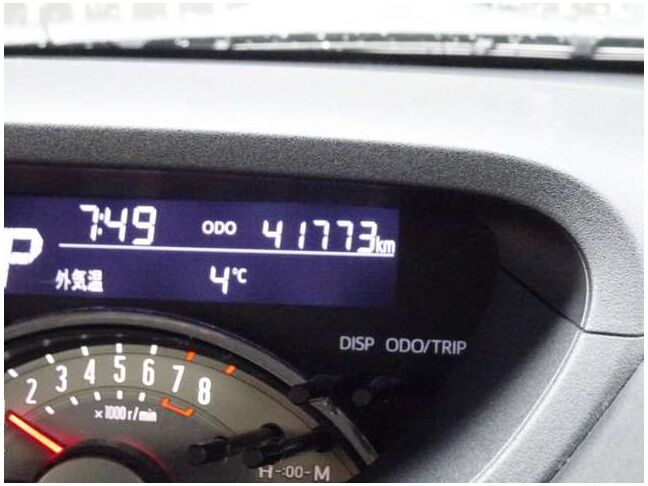 7:49 ODO 41773km
P
外気温 4℃
DISP ODO/TRIP
2 3 4 5 6 7 8
×1000r/min
H-:00-M